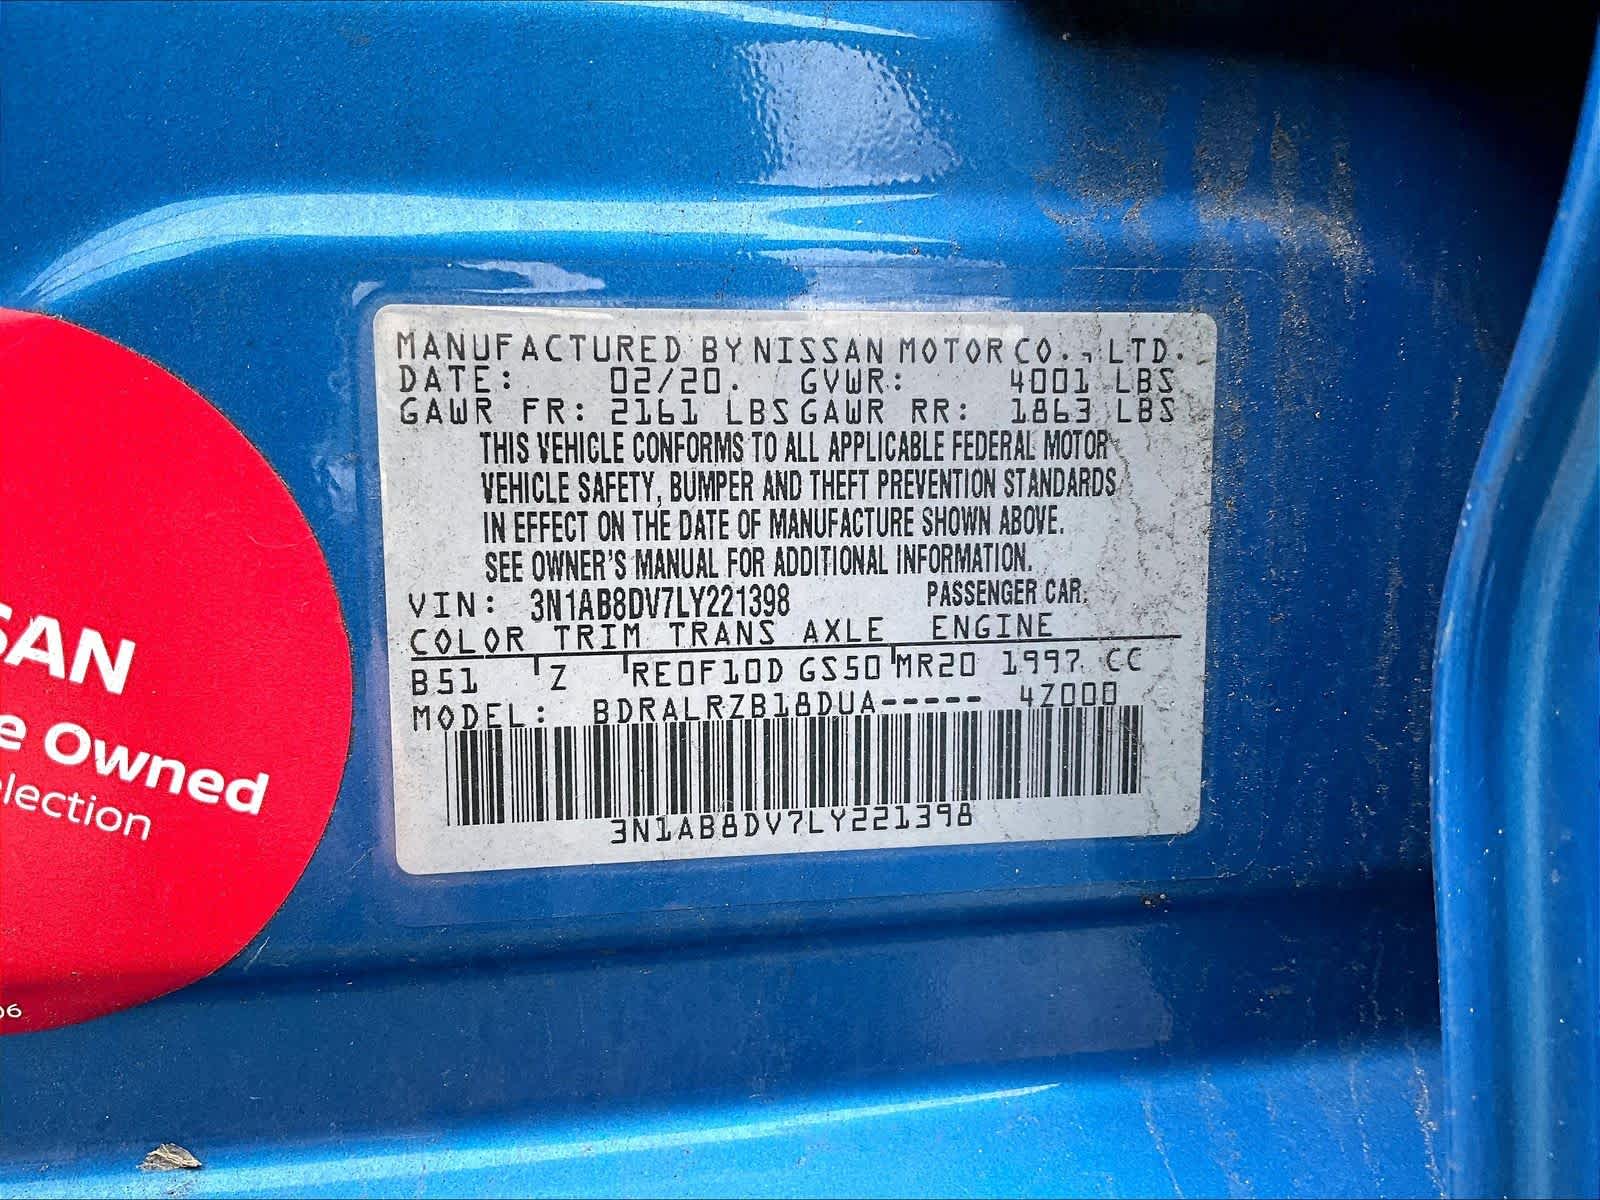 MANUFACTURED BY NISSAN MOTOR CO., LTD.
DATE: 02/20. GVWR: 4001 LBS
GAWR FR: 2161 LBS GAWR RR: 1863 LBS
THIS VEHICLE CONFORMS TO ALL APPLICABLE FEDERAL MOTOR
VEHICLE SAFETY, BUMPER AND THEFT PREVENTION STANDARDS
IN EFFECT ON THE DATE OF MANUFACTURE SHOWN ABOVE.
SEE OWNER'S MANUAL FOR ADDITIONAL INFORMATION.
VIN: 3N1AB8DV7LY221398 PASSENGER CAR.
COLOR TRIM TRANS AXLE ENGINE
B51 Z RE0F10D GS50 MR20 1997 CC
MODEL: BDRALRZB18DUA----- 4Z000
3N1AB8DV7LY221398
Owned